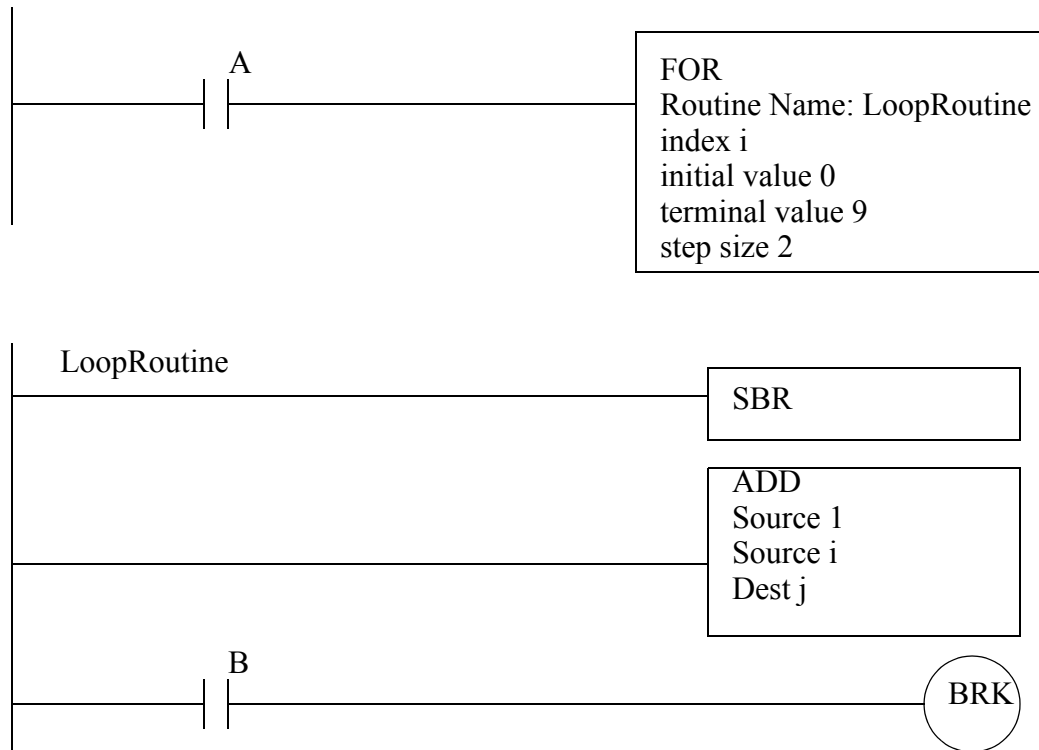 A
FOR
Routine Name: LoopRoutine
index i
initial value 0
terminal value 9
step size 2
LoopRoutine
SBR
ADD
Source 1
Source i
Dest j
B
BRK